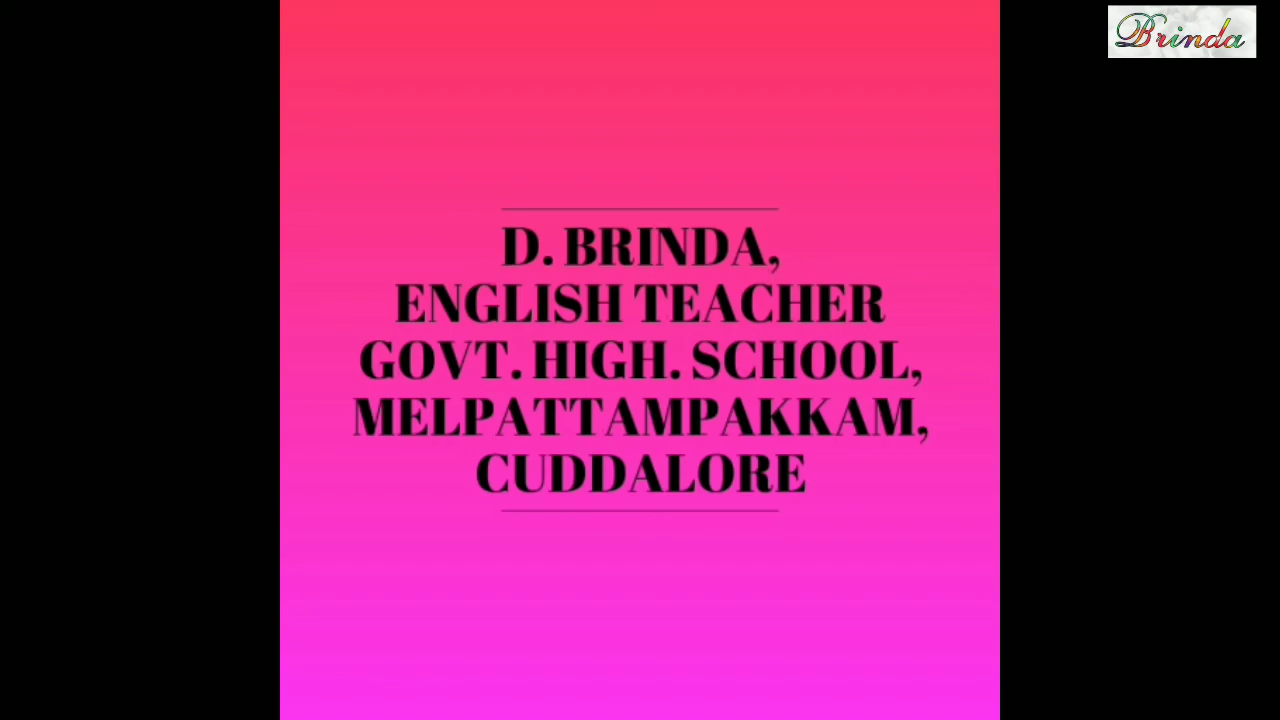 Brinda
D. BRINDA,
ENGLISH TEACHER
GOVT. HIGH. SCHOOL,
MELPATTAMPAKKAM,
CUDDALORE